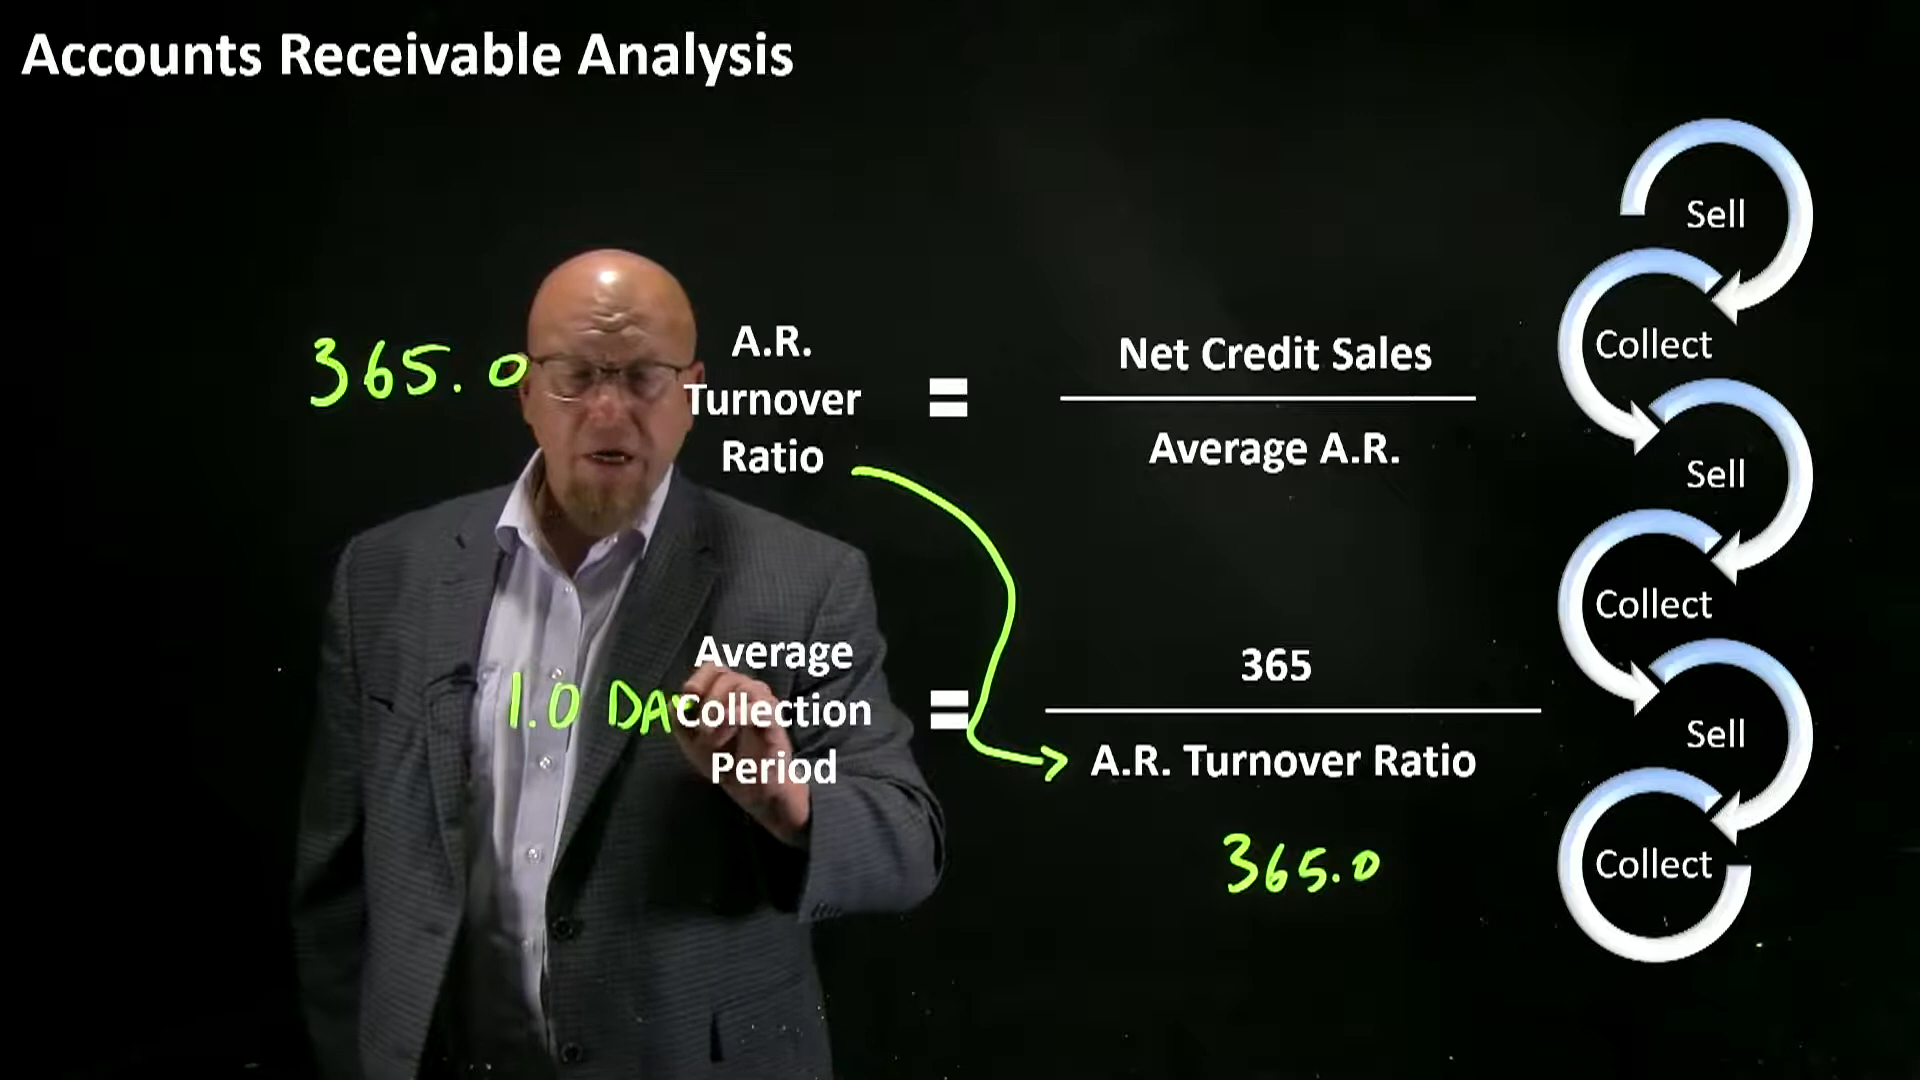 Accounts Receivable Analysis
365.0
A.R.
Turnover
Ratio
=
Net Credit Sales
Average A.R.
1.0 DAY
Average
Collection
Period
=
365
A.R. Turnover Ratio
365.0
Sell
Collect
Sell
Collect
Sell
Collect